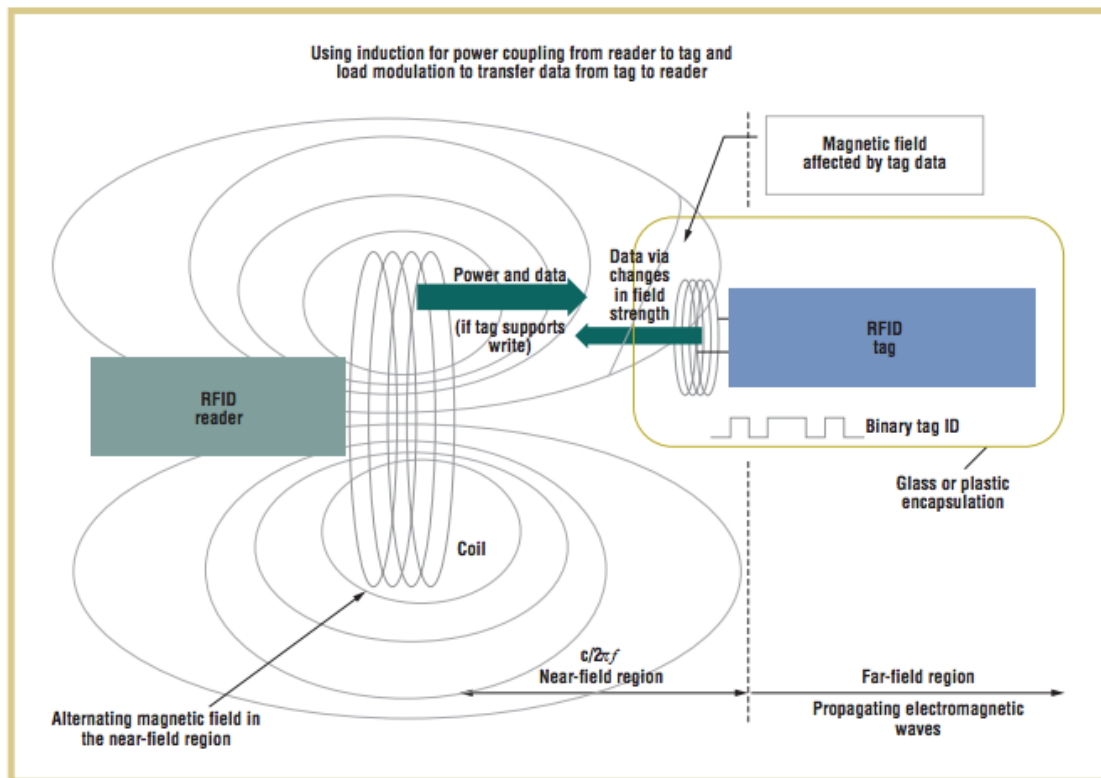 Using induction for power coupling from reader to tag and
load modulation to transfer data from tag to reader
Magnetic field
affected by tag data
Power and data
(if tag supports
write)
Data via
changes
in field
strength
RFID
reader
RFID
tag
Binary tag ID
Glass or plastic
encapsulation
Coil
c/2πf
Near-field region
Far-field region
Propagating electromagnetic
waves
Alternating magnetic field in
the near-field region